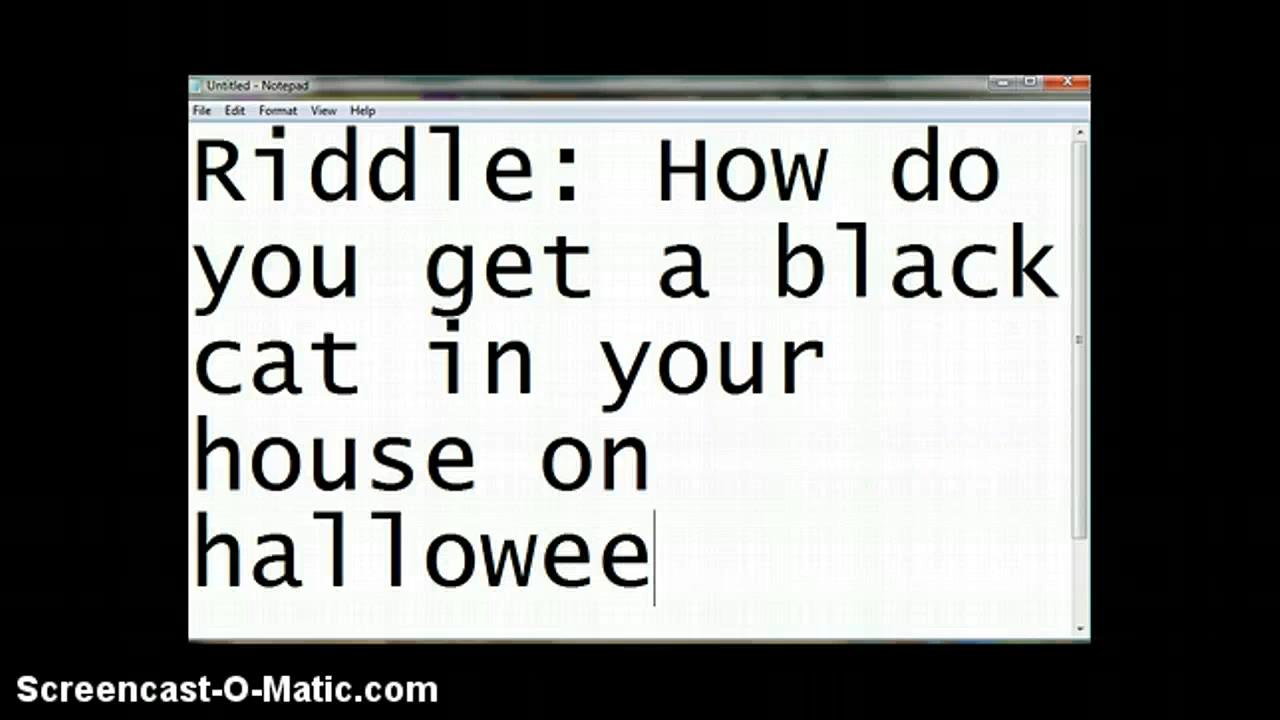 Untitled - Notepad
File Edit Format View Help
Riddle: How do
you get a black
cat in your
house on
hallowee
Screencast-O-Matic.com